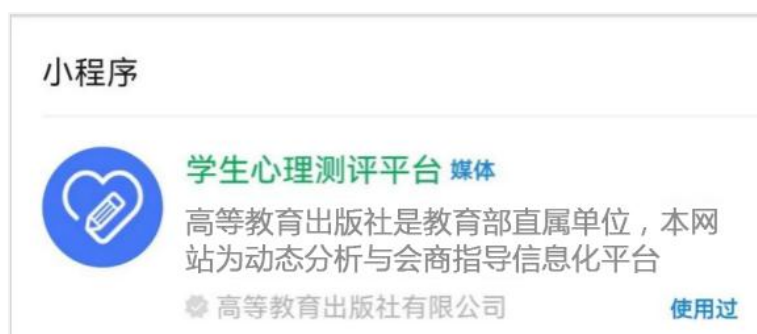 小程序
学生心理测评平台 媒体
高等教育出版社是教育部直属单位，本网
站为动态分析与会商指导信息化平台
高等教育出版社有限公司 使用过